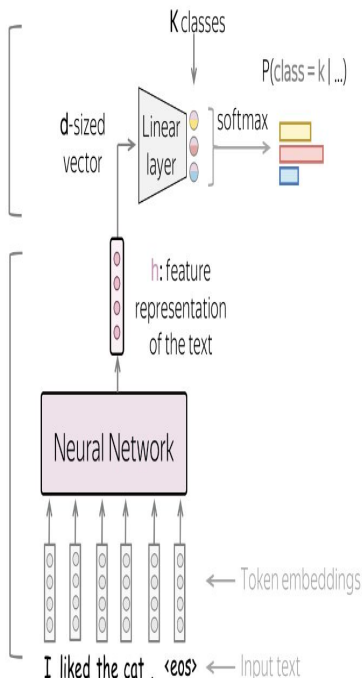 K classes
P(class = k | ...)
d-sized
vector
Linear
layer
softmax
h: feature
representation
of the text
Neural Network
Token embeddings
I liked the cat . <eos>
Input text